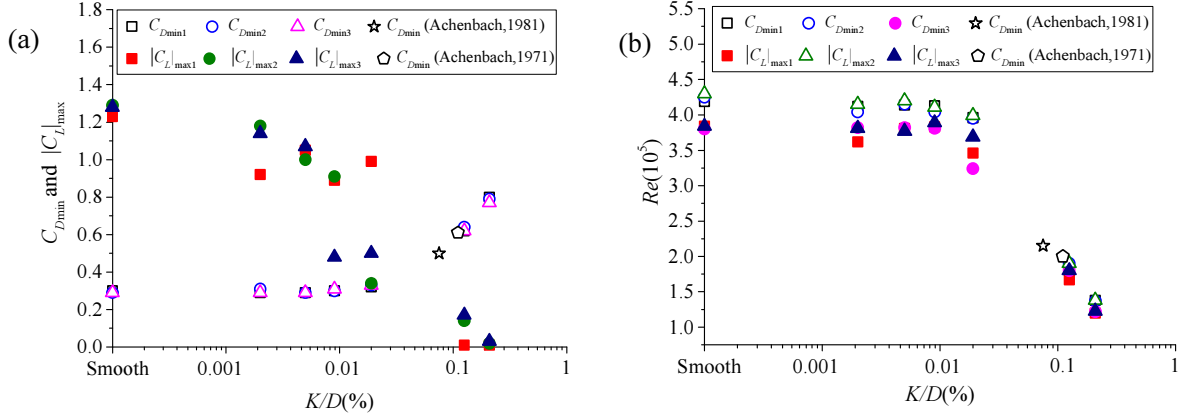 (a)
C_Dmin1 C_Dmin2 C_Dmin3 C_Dmin (Achenbach,1981)
|C_L|max1 |C_L|max2 |C_L|max3 C_Dmin (Achenbach,1971)
C_Dmin and |C_L|max
1.8
1.6
1.4
1.2
1.0
0.8
0.6
0.4
0.2
0.0
Smooth 0.001 0.01 0.1 1
K/D(%)
(b)
C_Dmin1 C_Dmin2 C_Dmin3 C_Dmin (Achenbach,1981)
|C_L|max1 |C_L|max2 |C_L|max3 C_Dmin (Achenbach,1971)
Re(10^5)
5.5
5.0
4.5
4.0
3.5
3.0
2.5
2.0
1.5
1.0
Smooth 0.001 0.01 0.1 1
K/D(%)